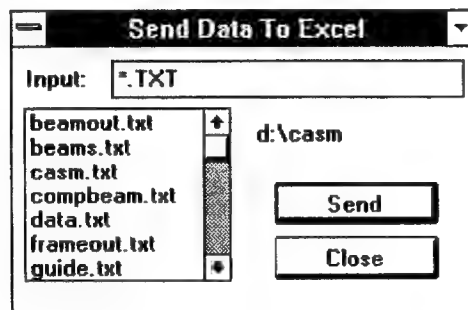 Send Data To Excel
Input: *.TXT
beamout.txt
beams.txt
casm.txt
compbeam.txt
data.txt
frameout.txt
guide.txt
d:\casm
Send
Close